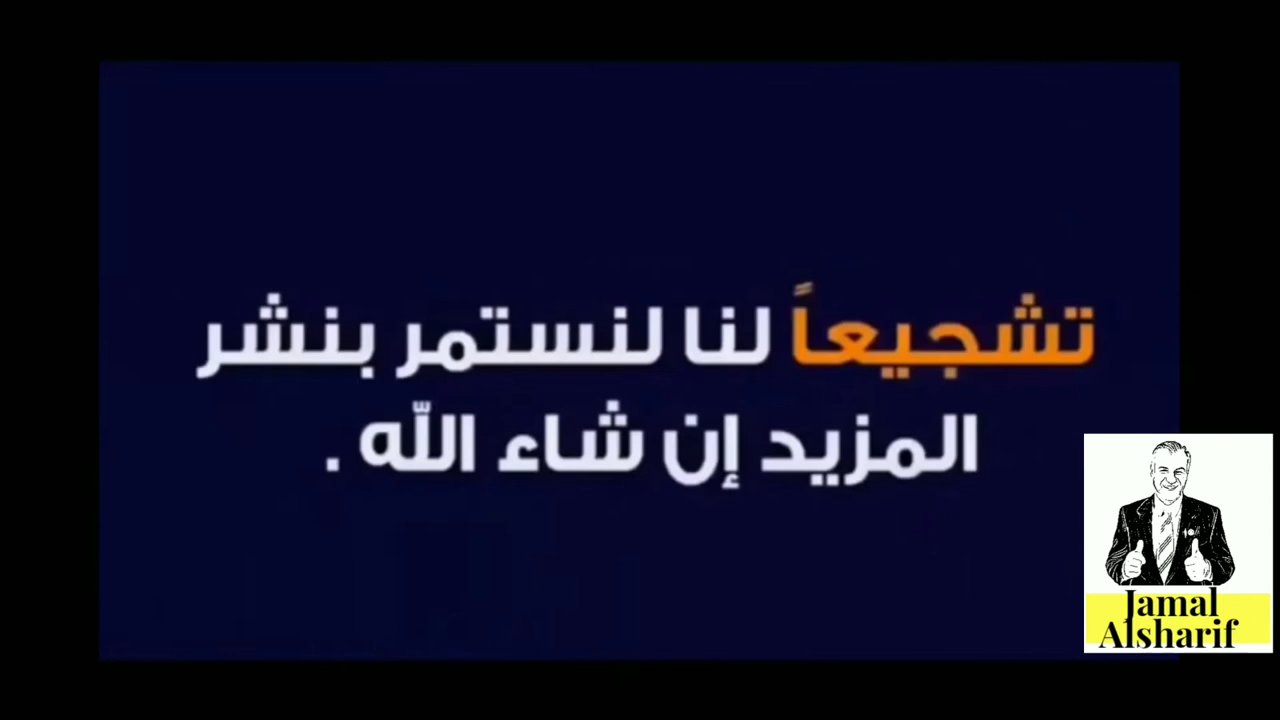 تشجيعاً لنا لنستمر بنشر
المزيد إن شاء الله .
Jamal
Alsharif